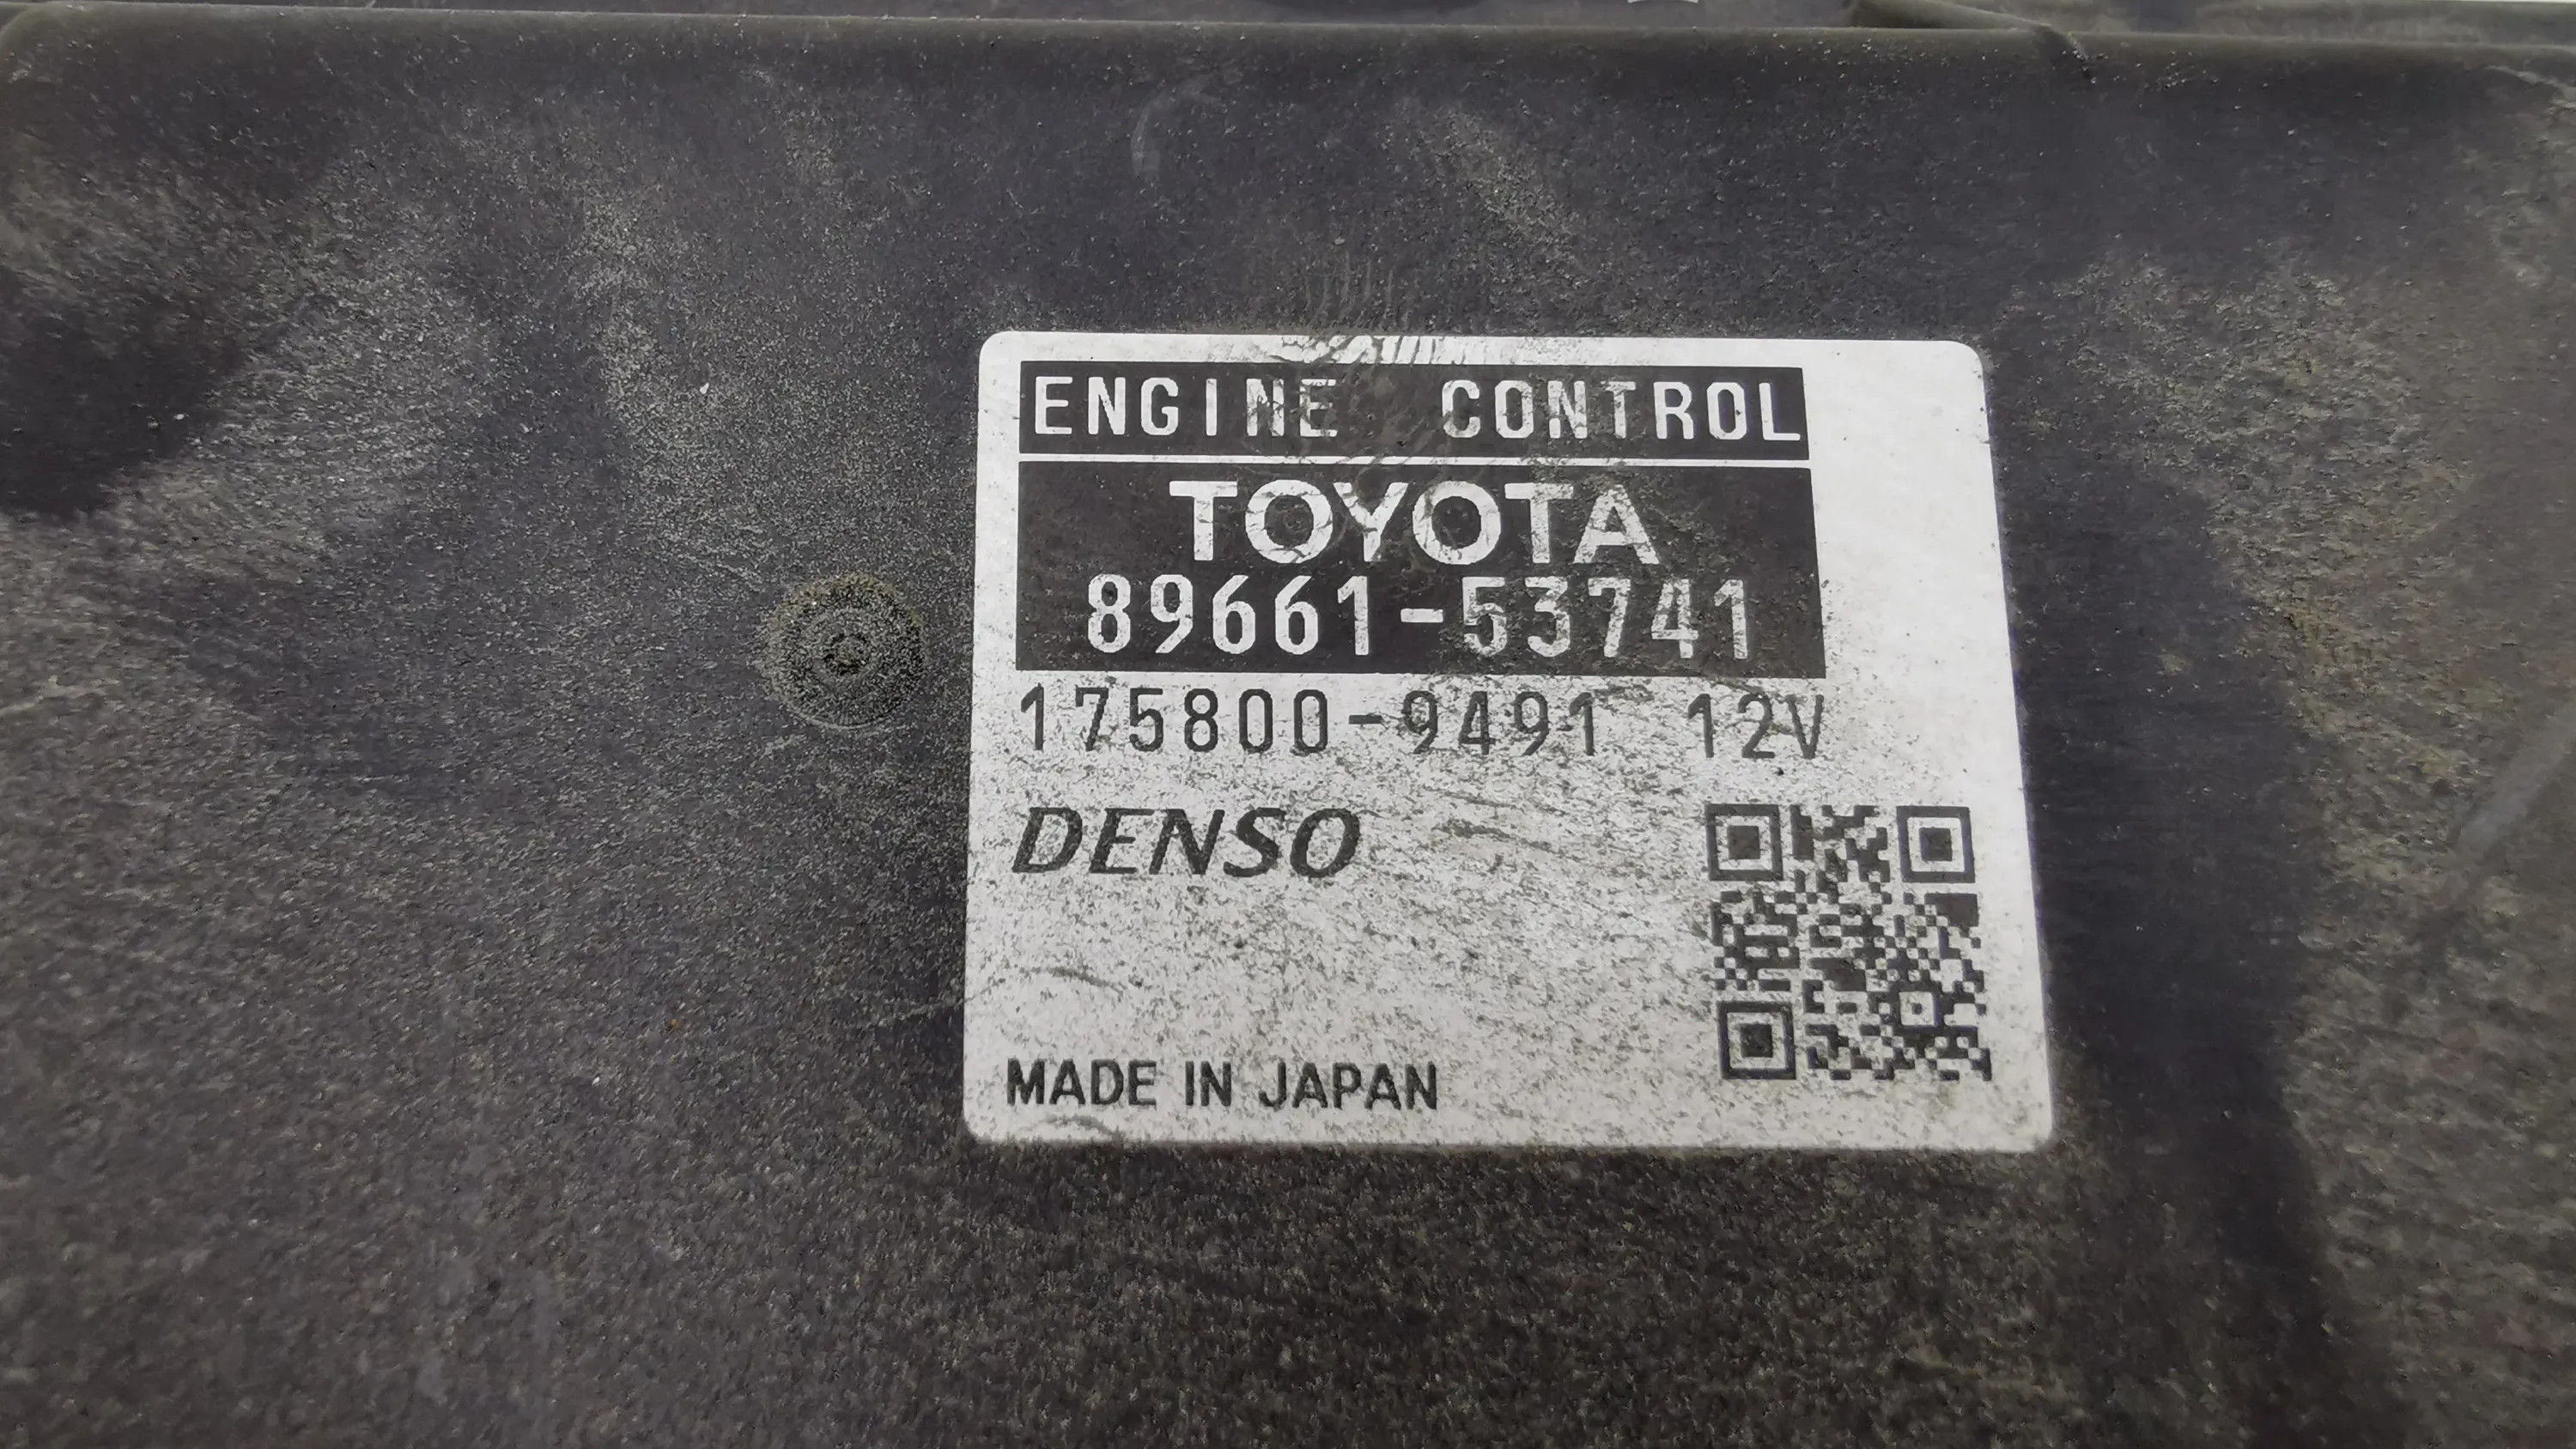 ENGINE CONTROL
TOYOTA
89661-53741
175800-9491 12V
DENSO
MADE IN JAPAN